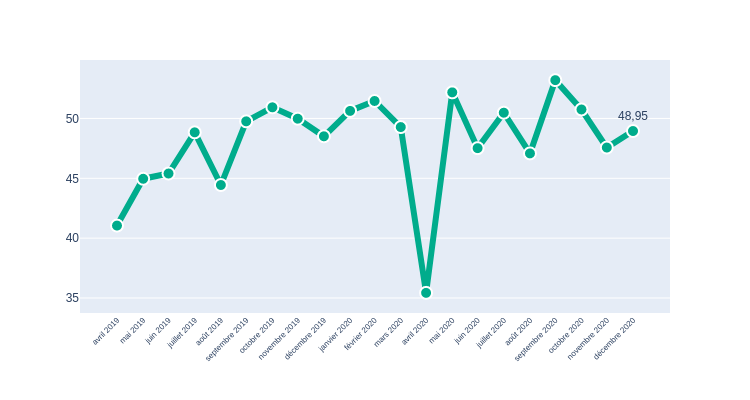 48,95
50
45
40
35
avril 2019
mai 2019
juin 2019
juillet 2019
août 2019
septembre 2019
octobre 2019
novembre 2019
décembre 2019
janvier 2020
février 2020
mars 2020
avril 2020
mai 2020
juin 2020
juillet 2020
août 2020
septembre 2020
octobre 2020
novembre 2020
décembre 2020